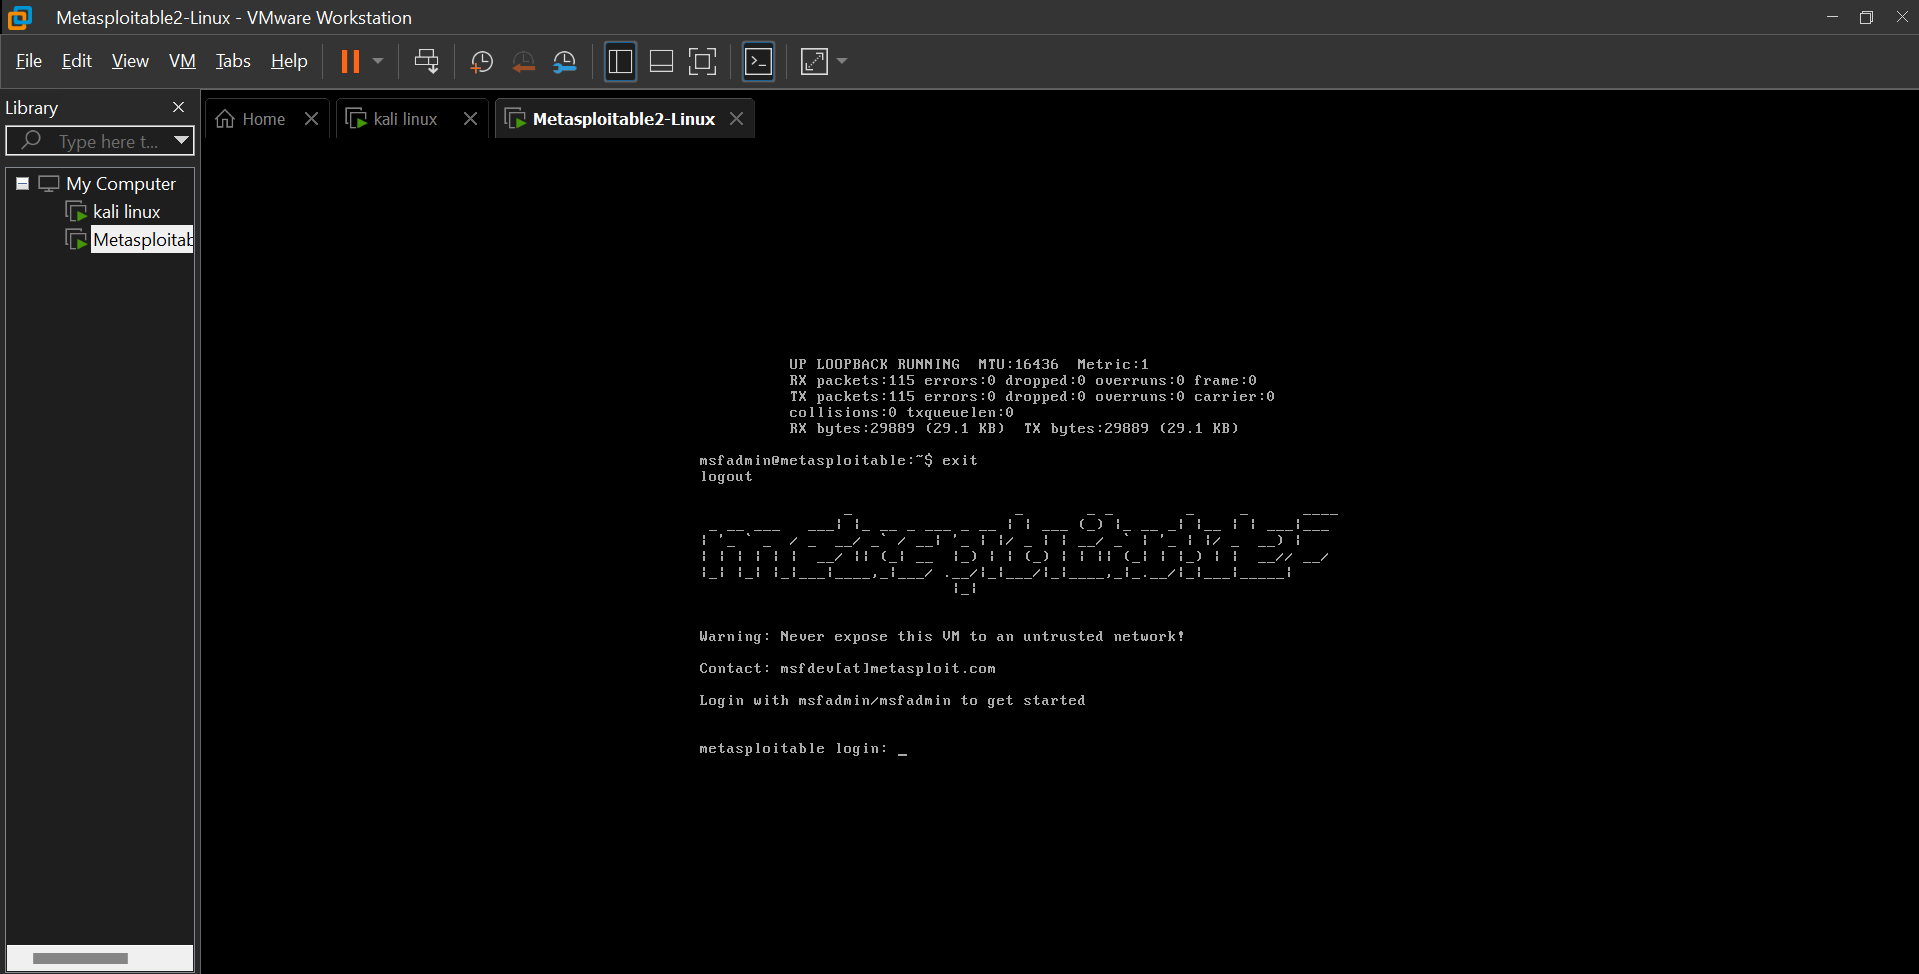 Metasploitable2-Linux - VMware Workstation
File Edit View VM Tabs Help
Library
Type here t...
My Computer
kali linux
Metasploitab
Home
kali linux
Metasploitable2-Linux
UP LOOPBACK RUNNING  MTU:16436  Metric:1
RX packets:115 errors:0 dropped:0 overruns:0 frame:0
TX packets:115 errors:0 dropped:0 overruns:0 carrier:0
collisions:0 txqueuelen:0
RX bytes:29889 (29.1 KB)  TX bytes:29889 (29.1 KB)
msfadmin@metasploitable:~$ exit
logout
metasploitable2
Warning: Never expose this VM to an untrusted network!
Contact: msfdev[at]metasploit.com
Login with msfadmin/msfadmin to get started
metasploitable login: _